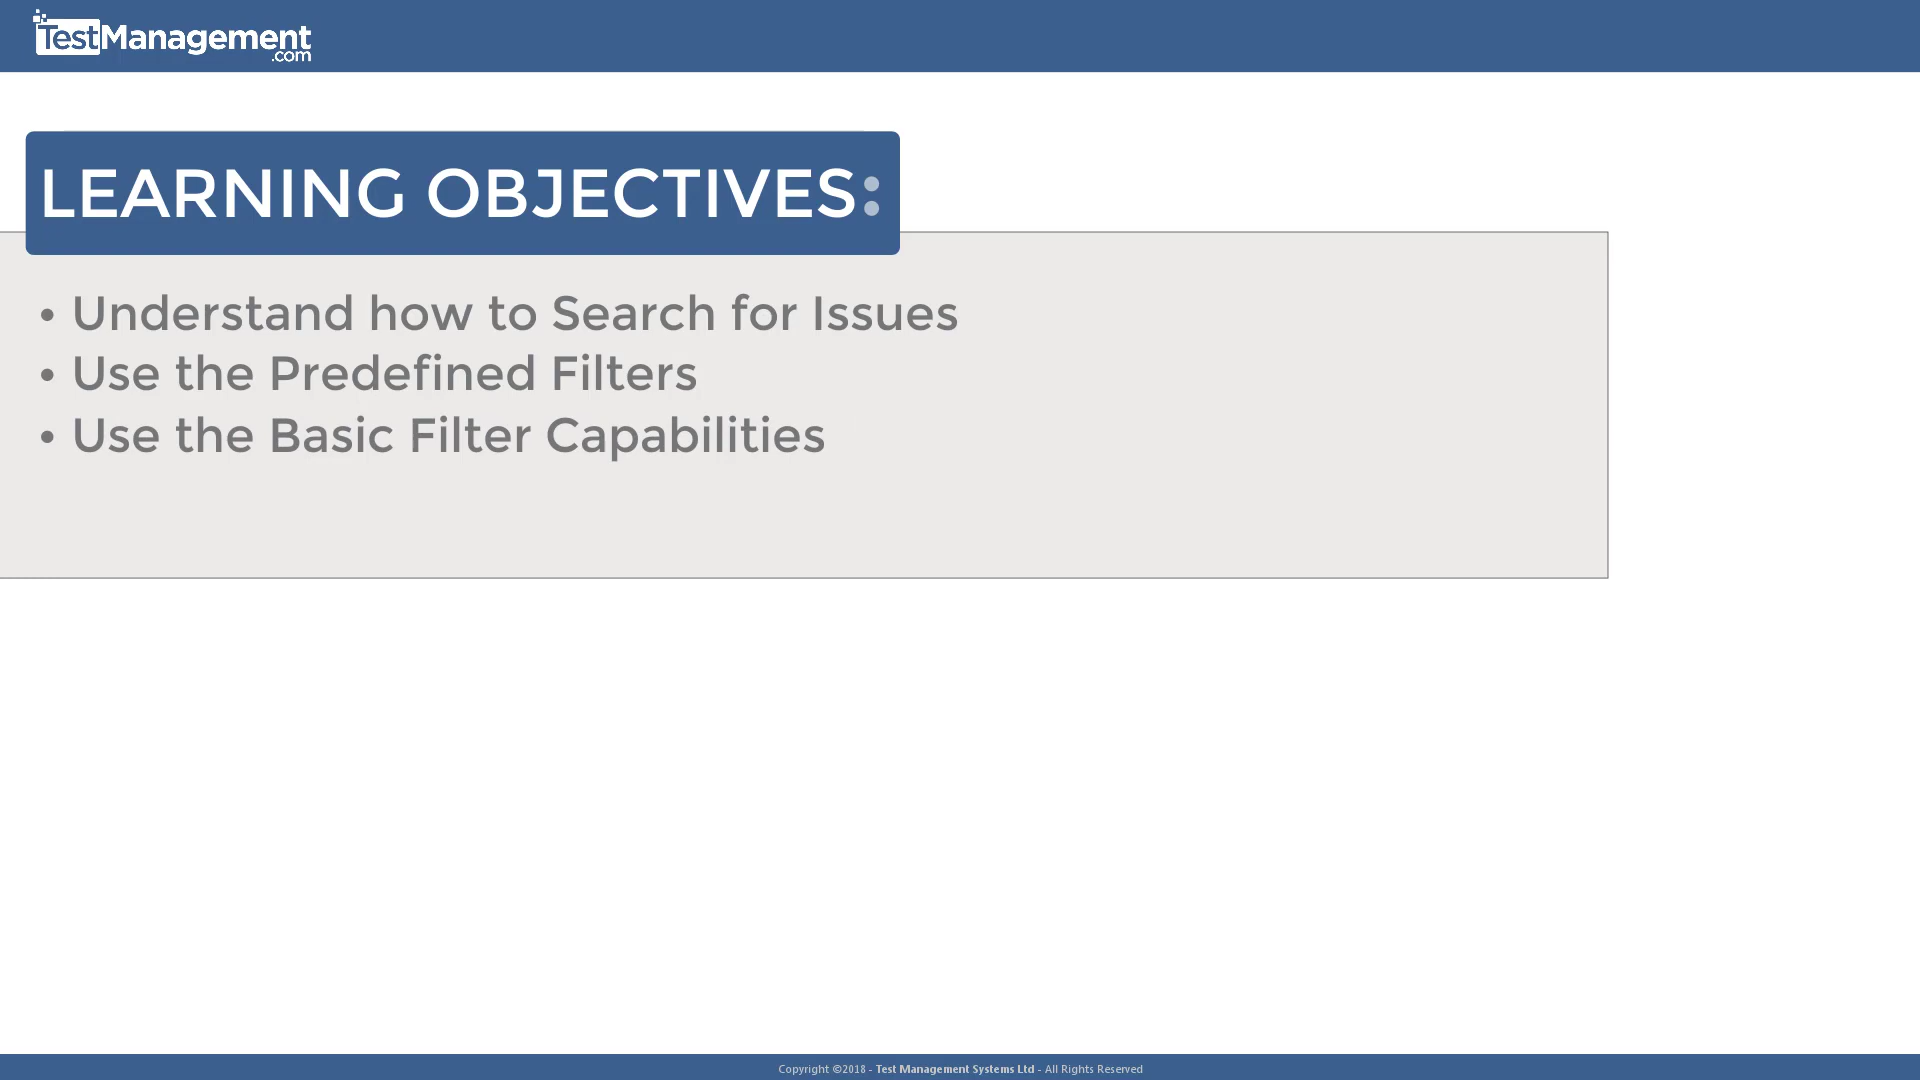 TestManagement
.com
LEARNING OBJECTIVES:
• Understand how to Search for Issues
• Use the Predefined Filters
• Use the Basic Filter Capabilities
Copyright ©2018 - Test Management Systems Ltd - All Rights Reserved